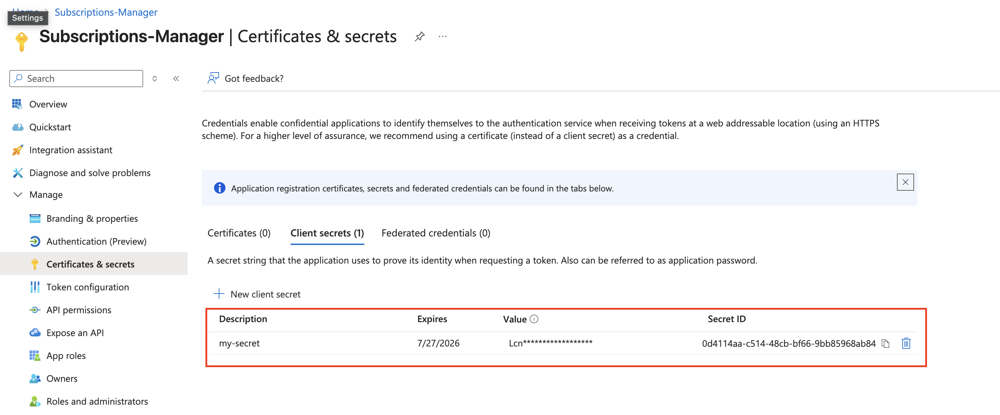 Subscriptions-Manager
Settings
Subscriptions-Manager | Certificates & secrets
Search
Got feedback?
Overview
Quickstart
Integration assistant
Diagnose and solve problems
Manage
Branding & properties
Authentication (Preview)
Certificates & secrets
Token configuration
API permissions
Expose an API
App roles
Owners
Roles and administrators
Credentials enable confidential applications to identify themselves to the authentication service when receiving tokens at a web addressable location (using an HTTPS
scheme). For a higher level of assurance, we recommend using a certificate (instead of a client secret) as a credential.
Application registration certificates, secrets and federated credentials can be found in the tabs below.
Certificates (0) Client secrets (1) Federated credentials (0)
A secret string that the application uses to prove its identity when requesting a token. Also can be referred to as application password.
New client secret
Description Expires Value Secret ID
my-secret 7/27/2026 Lcn****************** 0d4114aa-c514-48cb-bf66-9bb85968ab84